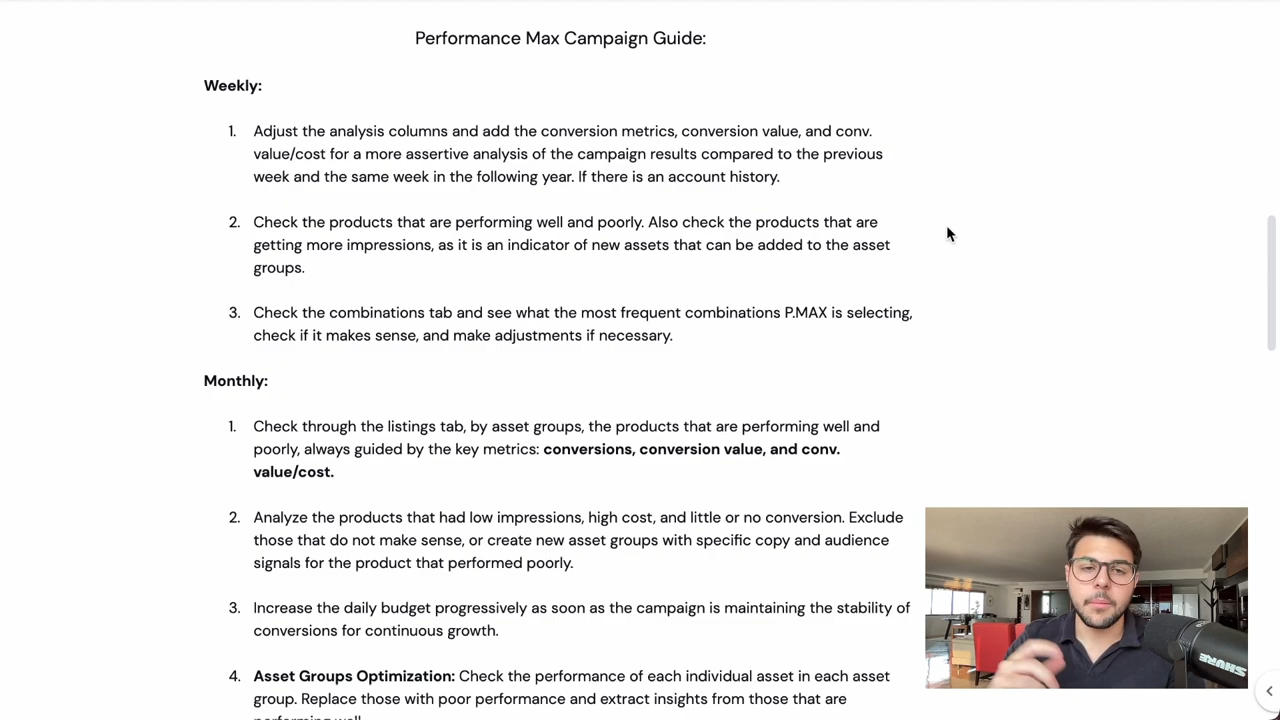 Performance Max Campaign Guide:
Weekly:
1. Adjust the analysis columns and add the conversion metrics, conversion value, and conv.
value/cost for a more assertive analysis of the campaign results compared to the previous
week and the same week in the following year. If there is an account history.
2. Check the products that are performing well and poorly. Also check the products that are
getting more impressions, as it is an indicator of new assets that can be added to the asset
groups.
3. Check the combinations tab and see what the most frequent combinations P.MAX is selecting,
check if it makes sense, and make adjustments if necessary.
Monthly:
1. Check through the listings tab, by asset groups, the products that are performing well and
poorly, always guided by the key metrics: conversions, conversion value, and conv.
value/cost.
2. Analyze the products that had low impressions, high cost, and little or no conversion. Exclude
those that do not make sense, or create new asset groups with specific copy and audience
signals for the product that performed poorly.
3. Increase the daily budget progressively as soon as the campaign is maintaining the stability of
conversions for continuous growth.
4. Asset Groups Optimization: Check the performance of each individual asset in each asset
group. Replace those with poor performance and extract insights from those that are
performing well.
SHURE